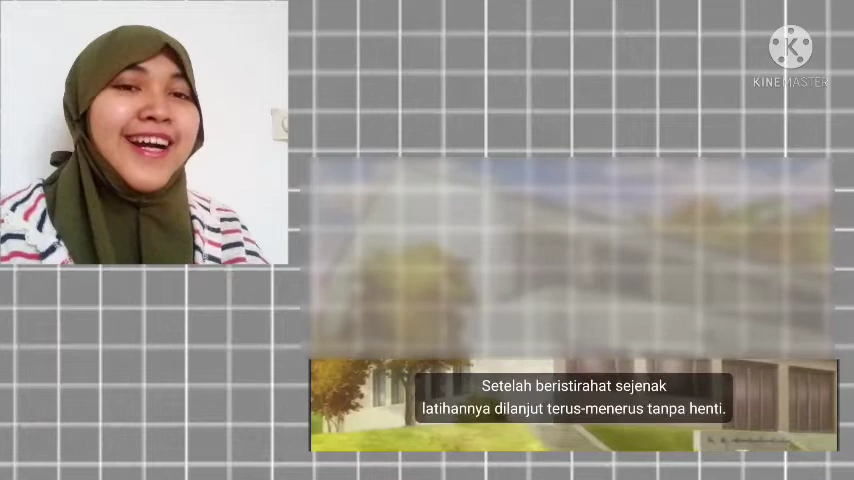 KINEMASTER
Setelah beristirahat sejenak
latihannya dilanjut terus-menerus tanpa henti.